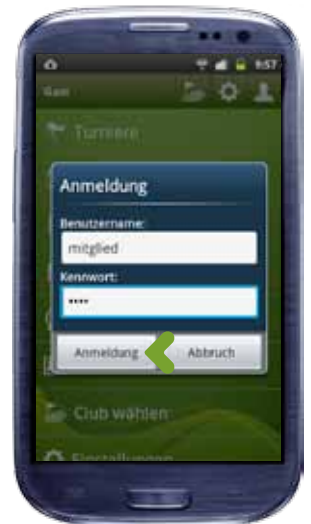 9:57
Gast
Turniere
Anmeldung
Benutzername:
mitglied
Kennwort:
••••
Anmeldung Abbruch
Club wählen
Einstellungen